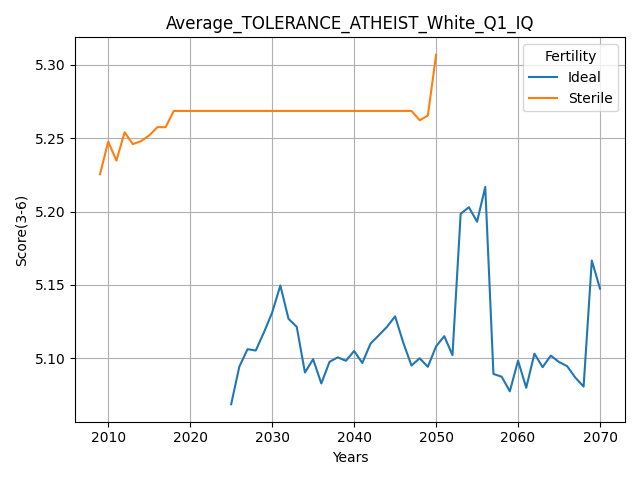 Average_TOLERANCE_ATHEIST_White_Q1_IQ
Fertility
Ideal
Sterile
Score(3-6)
5.30
5.25
5.20
5.15
5.10
2010 2020 2030 2040 2050 2060 2070
Years